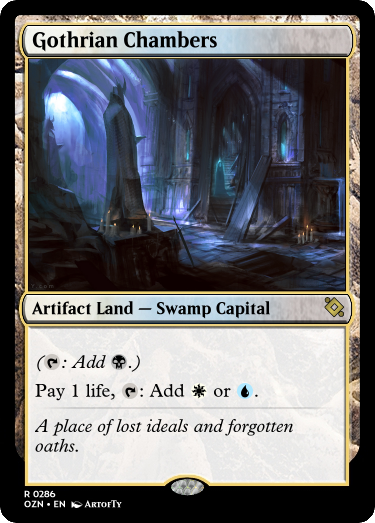 Gothrian Chambers
Artifact Land — Swamp Capital
(: Add .)
Pay 1 life, : Add or .
A place of lost ideals and forgotten
oaths.
R 0286
OZN • EN ArtofTy